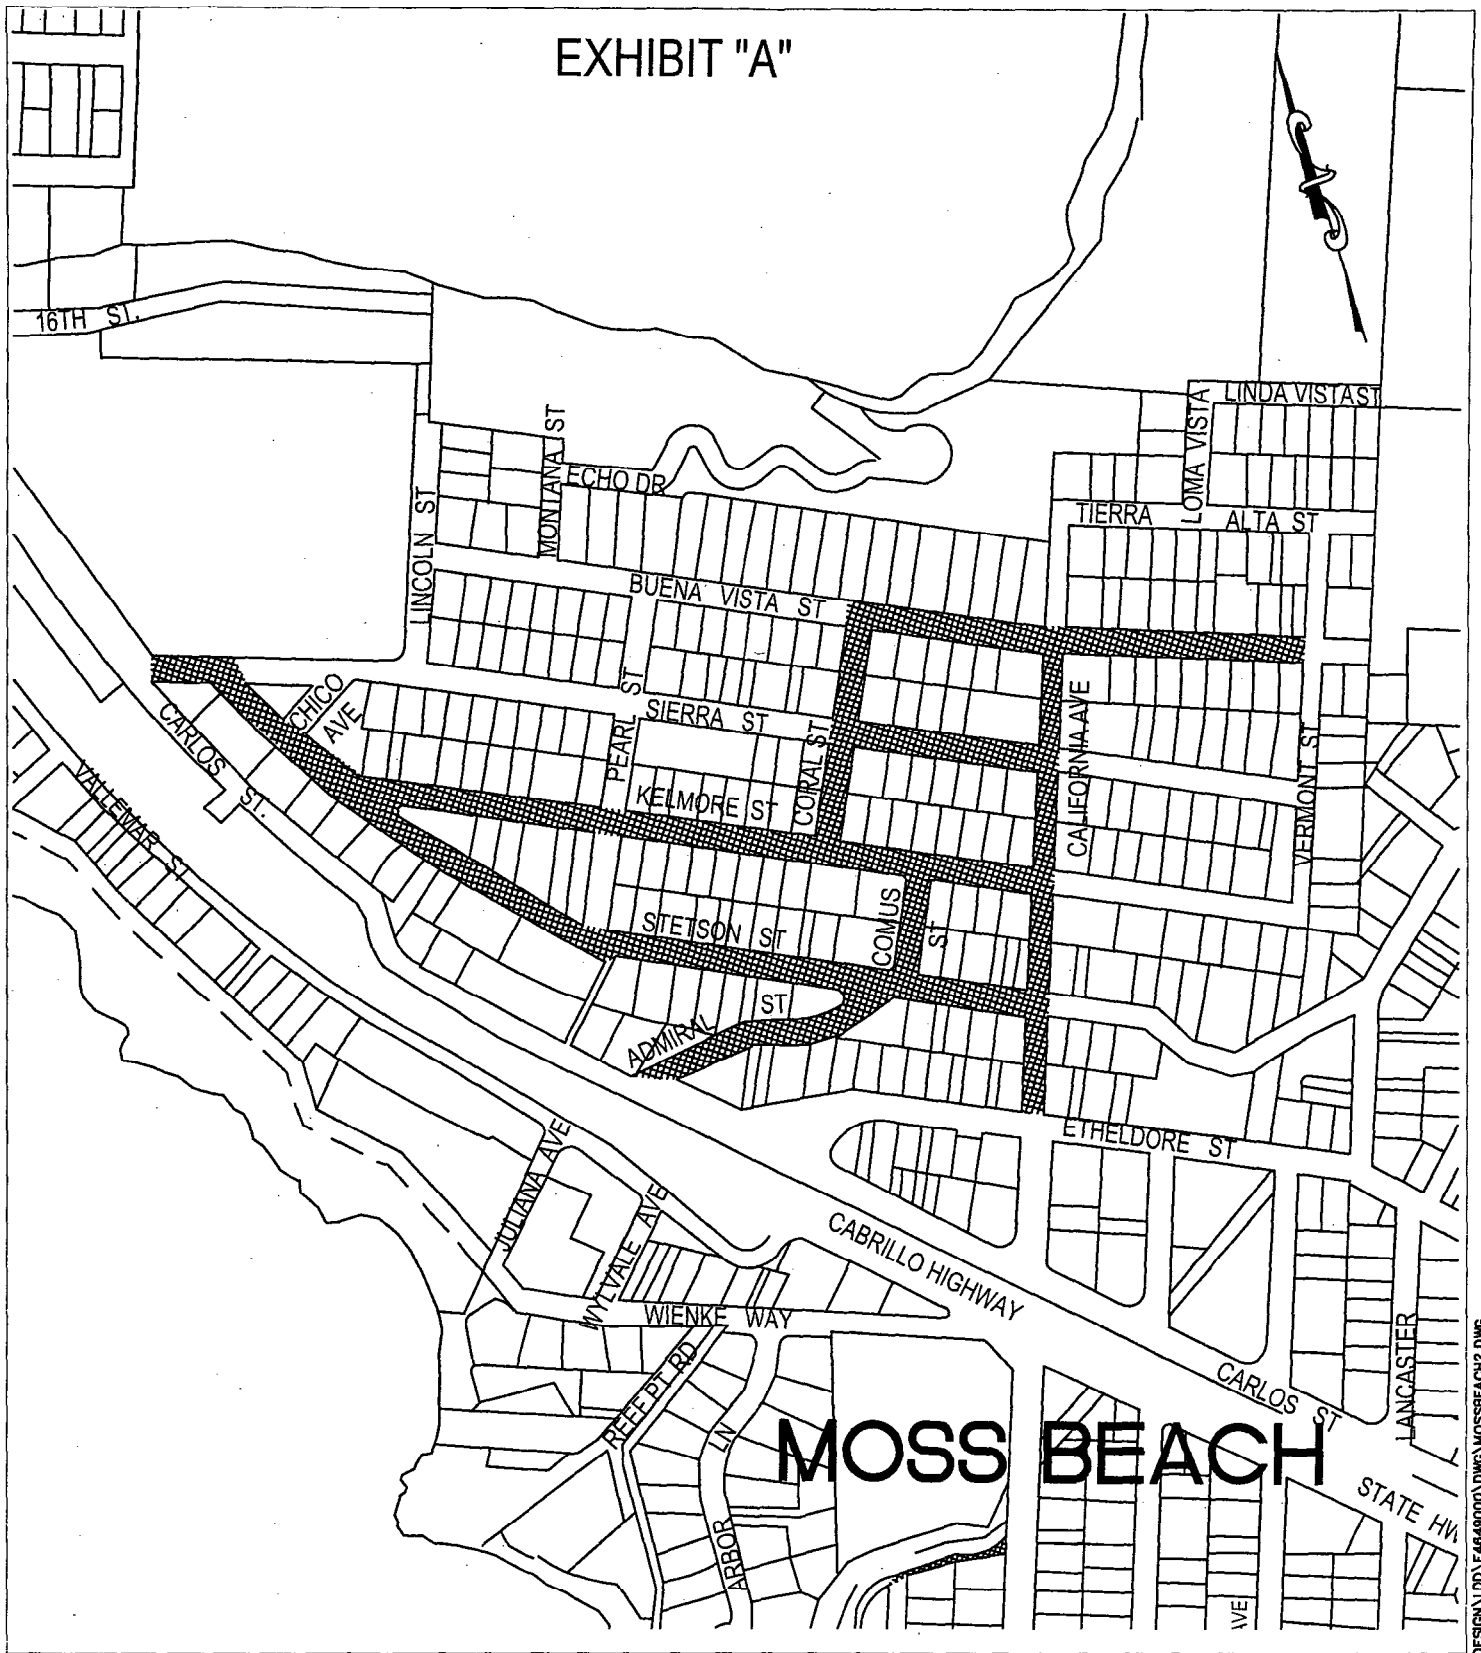 EXHIBIT "A"
16TH ST.
LINDA VISTA ST
LOMA VISTA
MONTANA ST
ECHO DR
LINCOLN ST
TIERRA ALTA ST
BUENA VISTA ST
CHICO AVE
PEARL ST
SIERRA ST
CORAL ST
CALIFORNIA AVE
VERMONT ST
CARLOS ST.
VALLEMAR ST
KELMORE ST
STETSON ST
COMUS ST
ADMIRAL ST
ETHELDORE ST
JULIANA AVE
WYLVALE AVE
CABRILLO HIGHWAY
WIENKE WAY
REEF PT RD
ARBOR LN
CARLOS ST
LANCASTER
MOSS BEACH
STATE HW
AVE